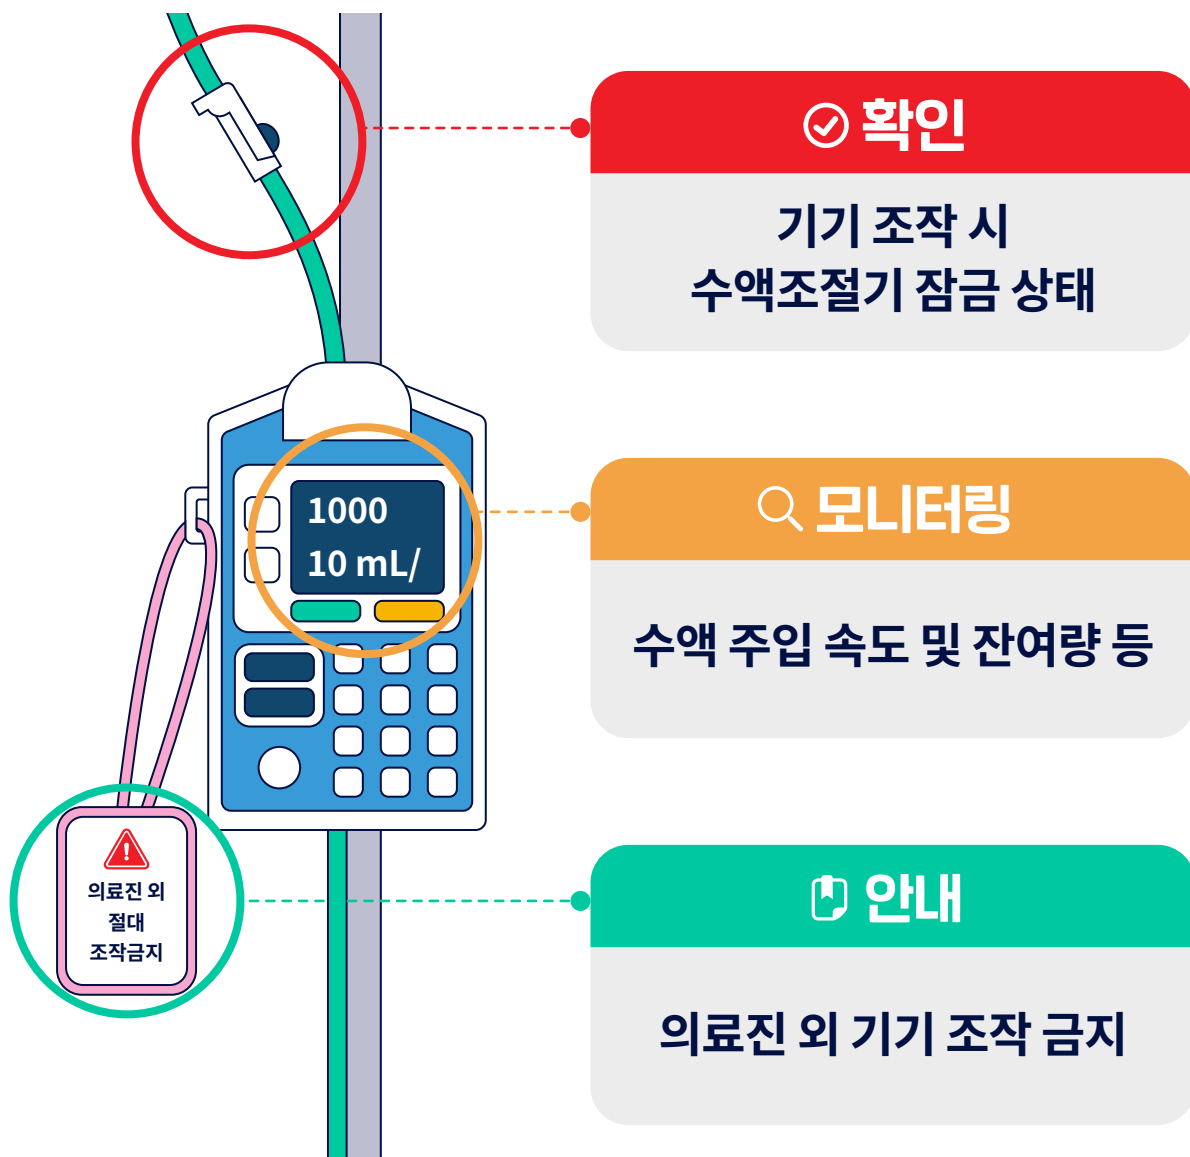 확인
기기 조작 시
수액조절기 잠금 상태
1000
10 mL/
모니터링
수액 주입 속도 및 잔여량 등
의료진 외
절대
조작금지
안내
의료진 외 기기 조작 금지